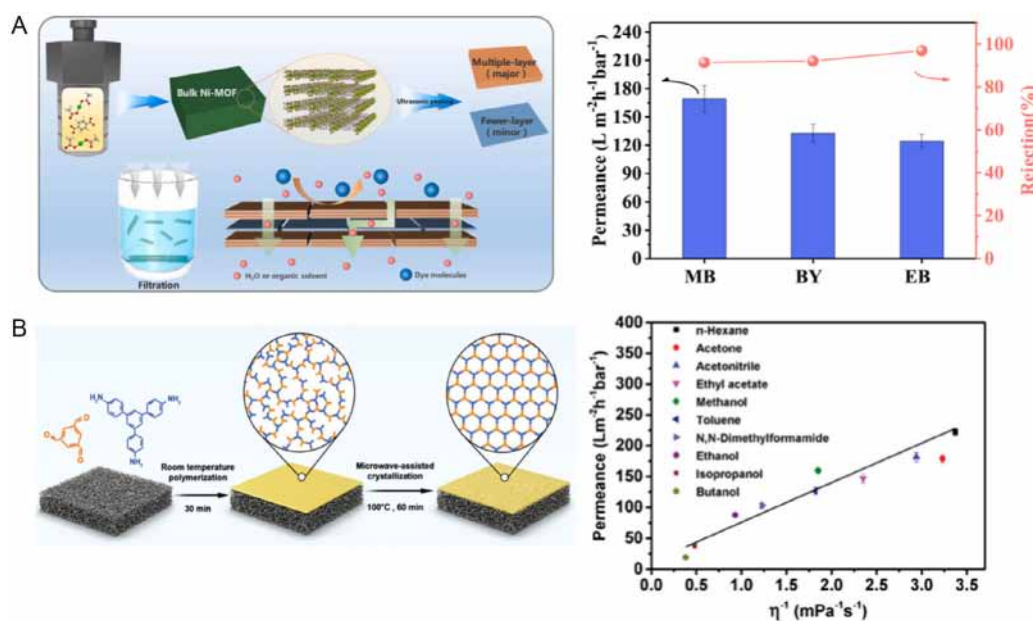 A
Bulk Ni-MOF
Ultrasonic peeling
Multiple-layer
( major )
Fewer-layer
( minor )
Filtration
H₂O or organic solvent
Dye molecules
Permeance (L m⁻²h⁻¹bar⁻¹)
240
210
180
150
120
90
60
30
0
MB
BY
EB
100
80
60
40
20
0
Rejection(%)
B
O
O
O
NH₂
H₂N
NH₂
Room temperature
polymerization
30 min
Microwave-assisted
crystallization
100°C , 60 min
Permeance (Lm⁻²h⁻¹bar⁻¹)
400
350
300
250
200
150
100
50
0
n-Hexane
Acetone
Acetonitrile
Ethyl acetate
Methanol
Toluene
N,N-Dimethylformamide
Ethanol
Isopropanol
Butanol
0.0 0.5 1.0 1.5 2.0 2.5 3.0 3.5
η⁻¹ (mPa⁻¹s⁻¹)